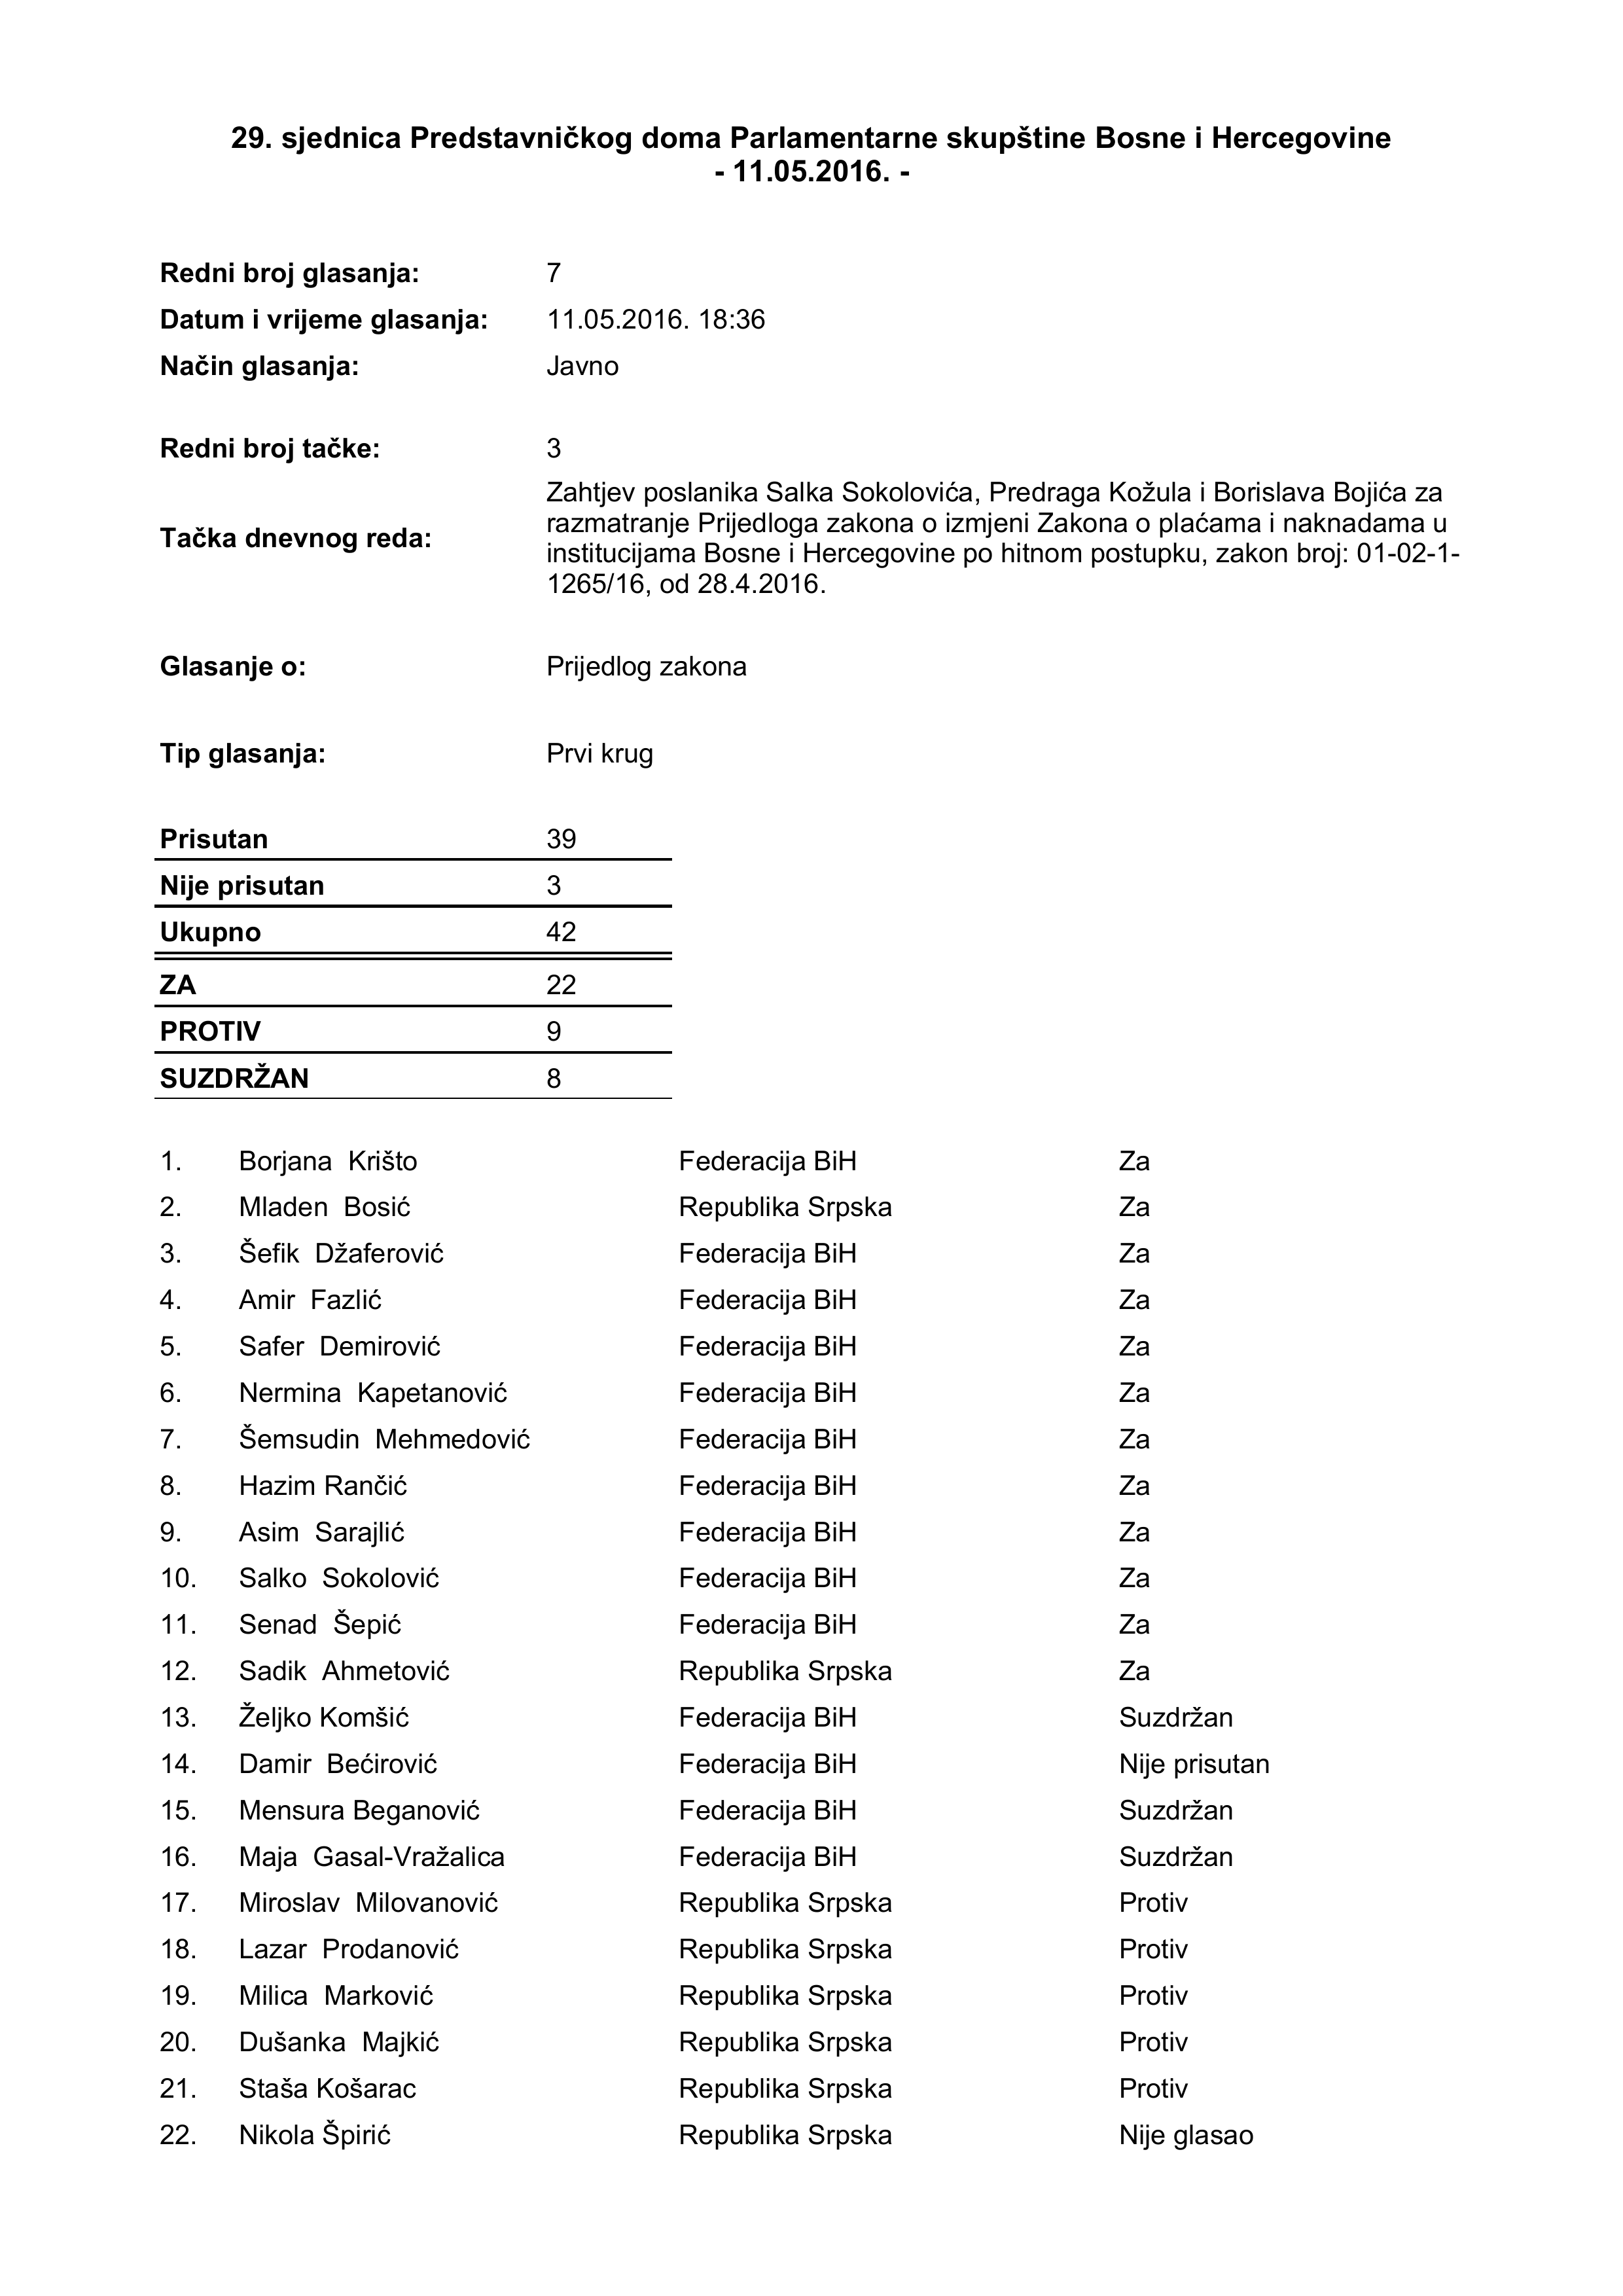 29. sjednica Predstavničkog doma Parlamentarne skupštine Bosne i Hercegovine
- 11.05.2016. -
Redni broj glasanja: 7
Datum i vrijeme glasanja: 11.05.2016. 18:36
Način glasanja: Javno
Redni broj tačke: 3
Tačka dnevnog reda: Zahtjev poslanika Salka Sokolovića, Predraga Kožula i Borislava Bojića za
razmatranje Prijedloga zakona o izmjeni Zakona o plaćama i naknadama u
institucijama Bosne i Hercegovine po hitnom postupku, zakon broj: 01-02-1-
1265/16, od 28.4.2016.
Glasanje o: Prijedlog zakona
Tip glasanja: Prvi krug
Prisutan 39
Nije prisutan 3
Ukupno 42
ZA 22
PROTIV 9
SUZDRŽAN 8
1. Borjana Krišto Federacija BiH Za
2. Mladen Bosić Republika Srpska Za
3. Šefik Džaferović Federacija BiH Za
4. Amir Fazlić Federacija BiH Za
5. Safer Demirović Federacija BiH Za
6. Nermina Kapetanović Federacija BiH Za
7. Šemsudin Mehmedović Federacija BiH Za
8. Hazim Rančić Federacija BiH Za
9. Asim Sarajlić Federacija BiH Za
10. Salko Sokolović Federacija BiH Za
11. Senad Šepić Federacija BiH Za
12. Sadik Ahmetović Republika Srpska Za
13. Željko Komšić Federacija BiH Suzdržan
14. Damir Bećirović Federacija BiH Nije prisutan
15. Mensura Beganović Federacija BiH Suzdržan
16. Maja Gasal-Vražalica Federacija BiH Suzdržan
17. Miroslav Milovanović Republika Srpska Protiv
18. Lazar Prodanović Republika Srpska Protiv
19. Milica Marković Republika Srpska Protiv
20. Dušanka Majkić Republika Srpska Protiv
21. Staša Košarac Republika Srpska Protiv
22. Nikola Špirić Republika Srpska Nije glasao